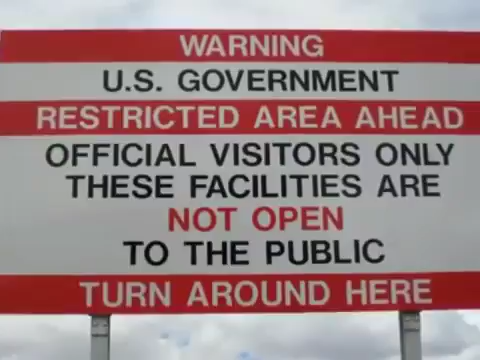 WARNING
U.S. GOVERNMENT
RESTRICTED AREA AHEAD
OFFICIAL VISITORS ONLY
THESE FACILITIES ARE
NOT OPEN
TO THE PUBLIC
TURN AROUND HERE